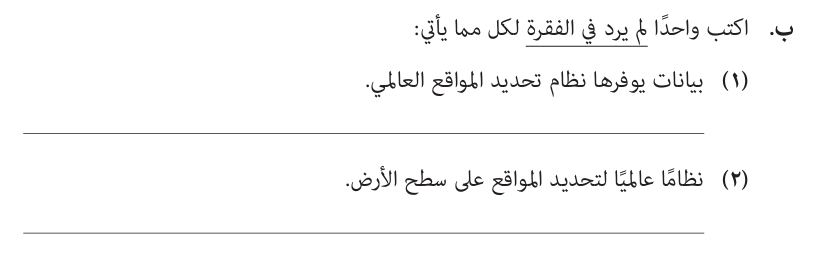 ب. اكتب واحدًا لم يرد في الفقرة لكل مما يأتي:
(١) بيانات يوفرها نظام تحديد المواقع العالمي.
(٢) نظامًا عالميًا لتحديد المواقع على سطح الأرض.